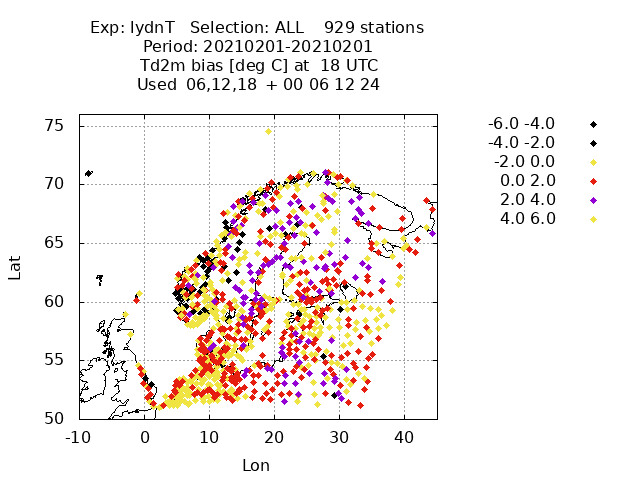 Exp: IydnT   Selection: ALL    929 stations
Period: 20210201-20210201
Td2m bias [deg C] at  18 UTC
Used  06,12,18  + 00 06 12 24
-6.0 -4.0
-4.0 -2.0
-2.0 0.0
0.0 2.0
2.0 4.0
4.0 6.0
75
70
65
60
55
50
Lat
-10 0 10 20 30 40
Lon